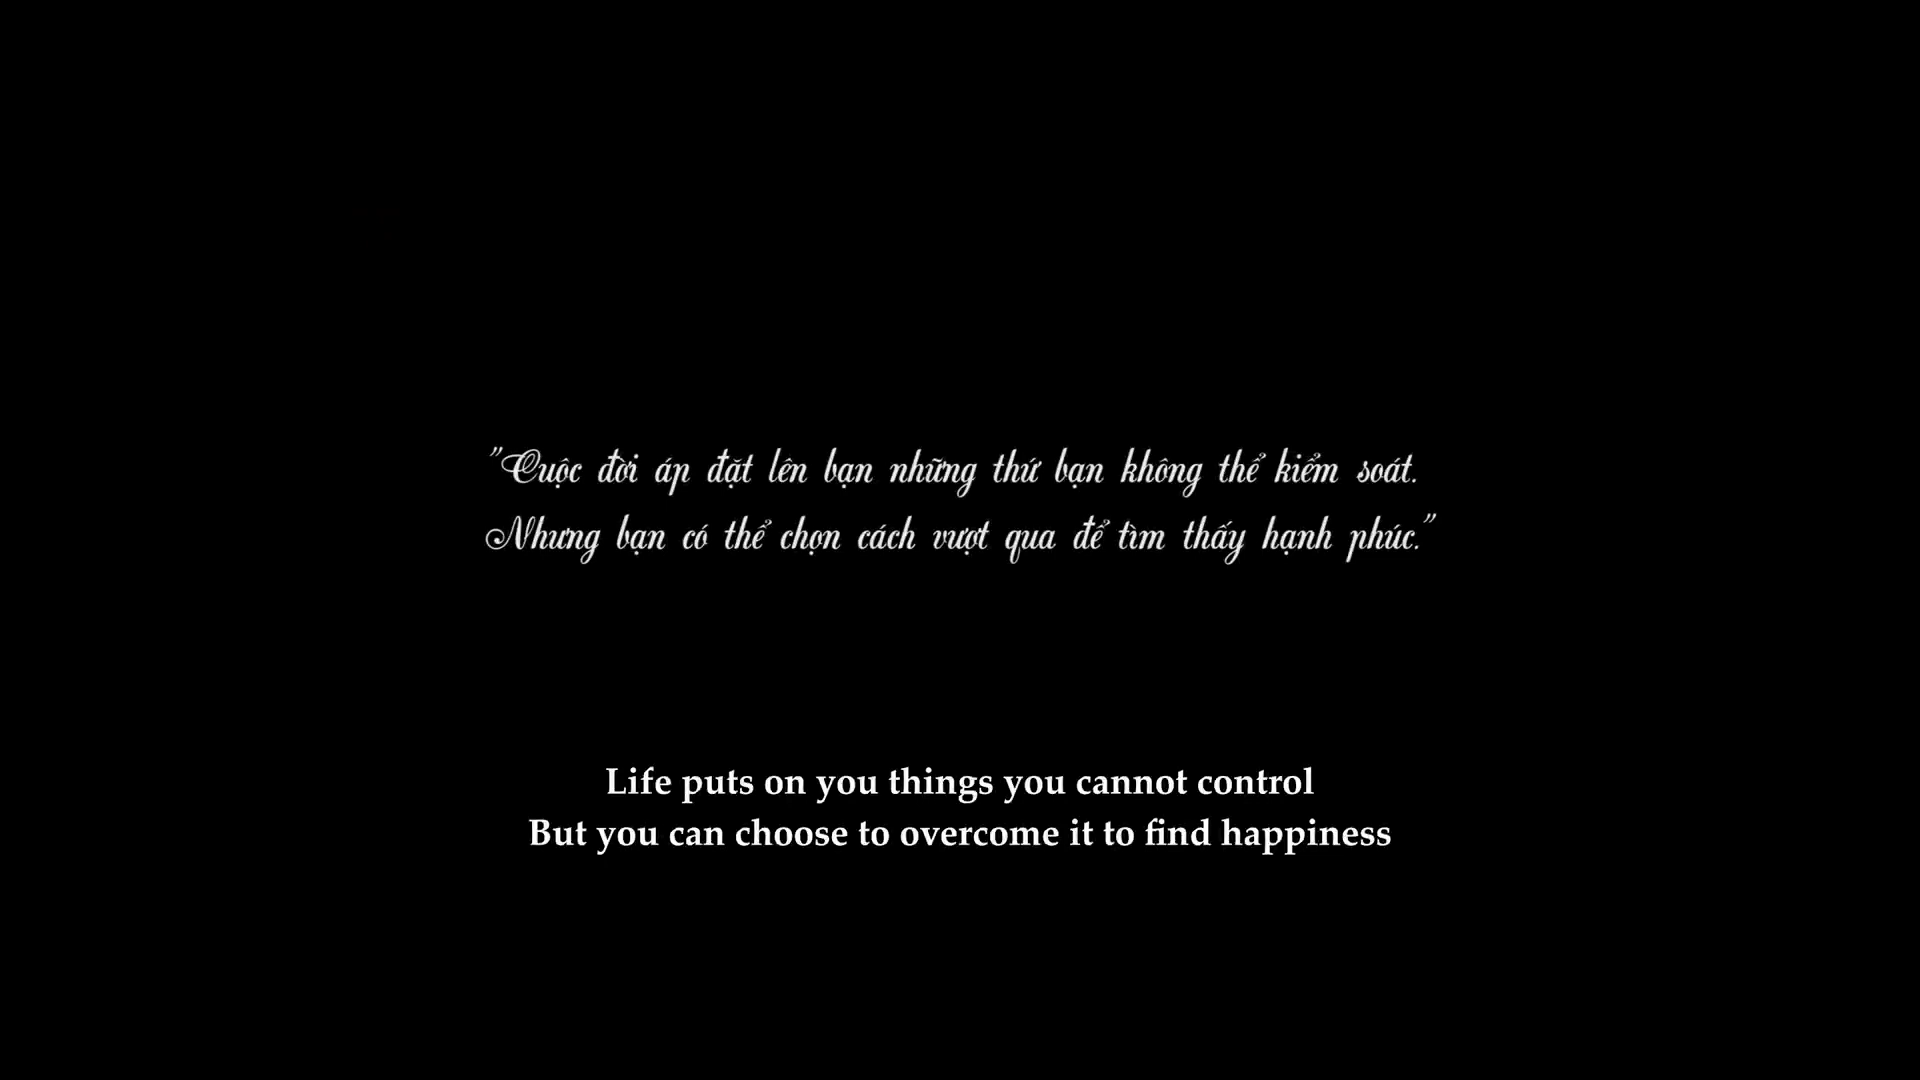 "Cuộc đời áp đặt lên bạn những thứ bạn không thể kiểm soát.
Nhưng bạn có thể chọn cách vượt qua để tìm thấy hạnh phúc."
Life puts on you things you cannot control
But you can choose to overcome it to find happiness